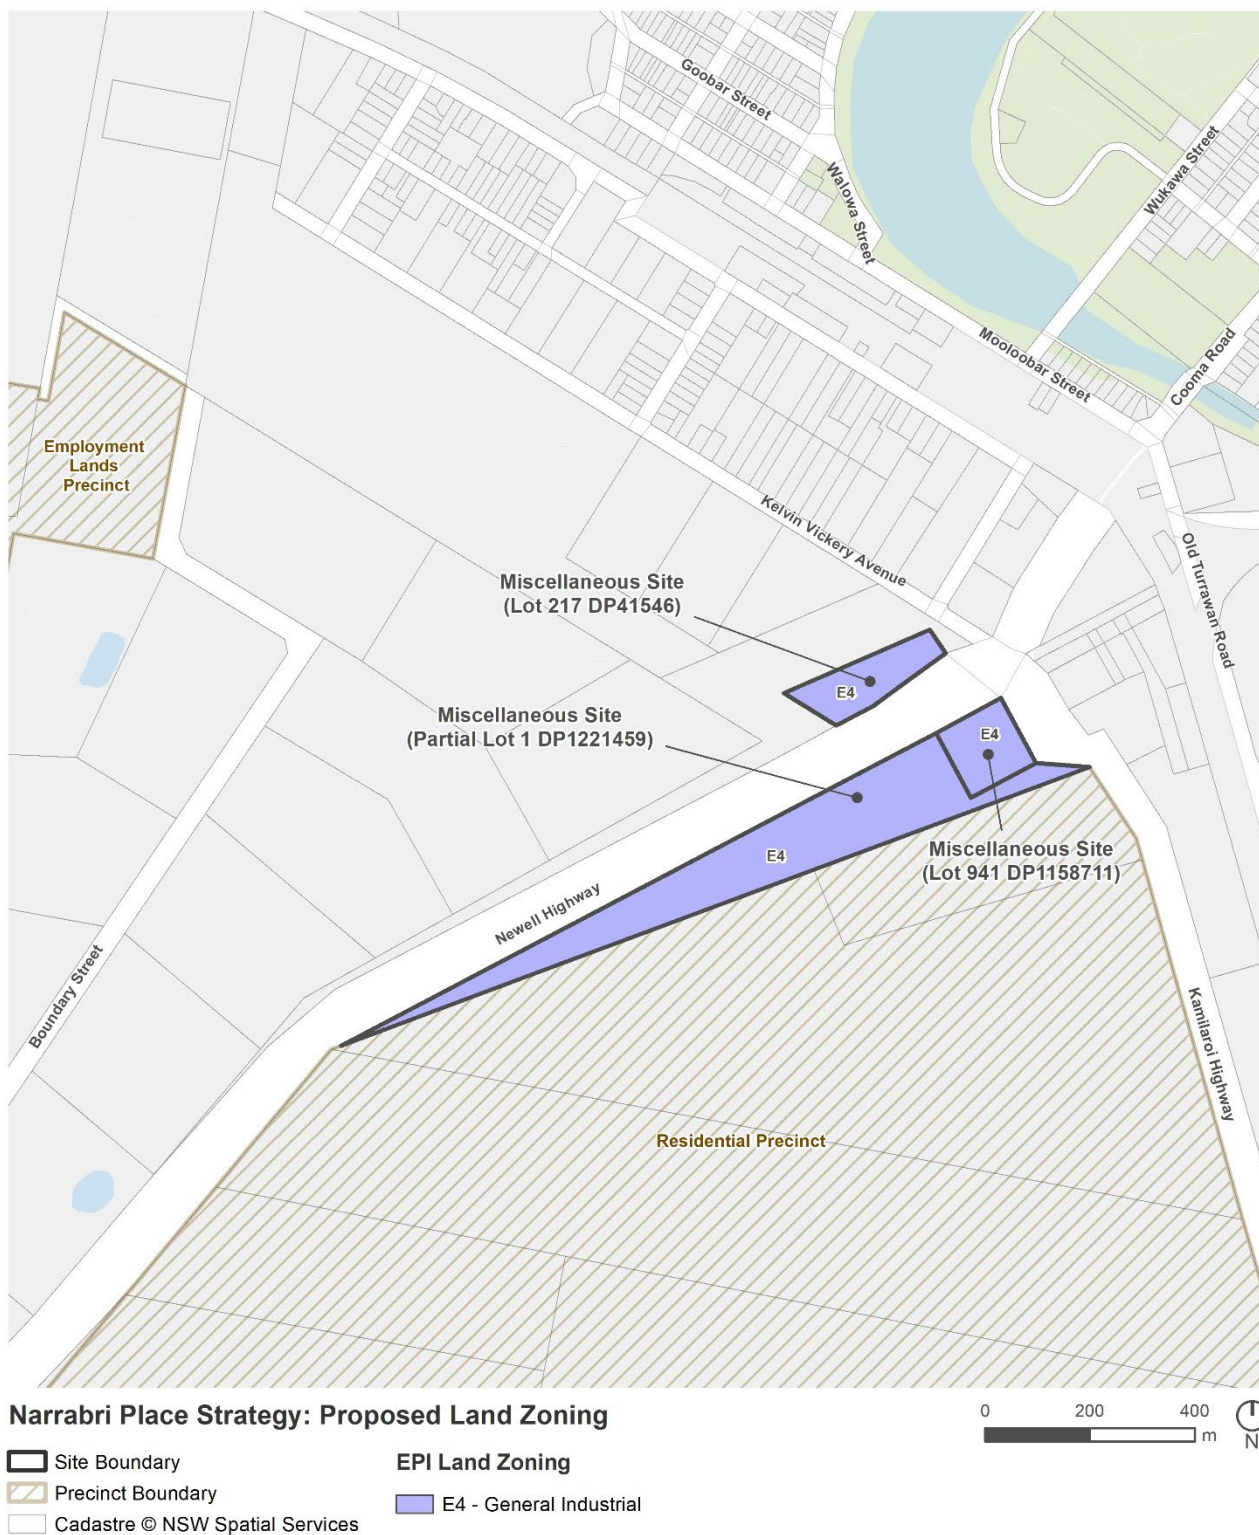 Goobar Street
Walowa Street
Wukawa Street
Mooloobar Street
Cooma Road
Employment
Lands
Precinct
Kelvin Vickery Avenue
Old Turrawan Road
Miscellaneous Site
(Lot 217 DP41546)
E4
Miscellaneous Site
(Partial Lot 1 DP1221459)
E4
E4
Miscellaneous Site
(Lot 941 DP1158711)
Newell Highway
Boundary Street
Kamilaroi Highway
Residential Precinct
Narrabri Place Strategy: Proposed Land Zoning
0 200 400
m
N
Site Boundary
Precinct Boundary
Cadastre © NSW Spatial Services
EPI Land Zoning
E4 - General Industrial